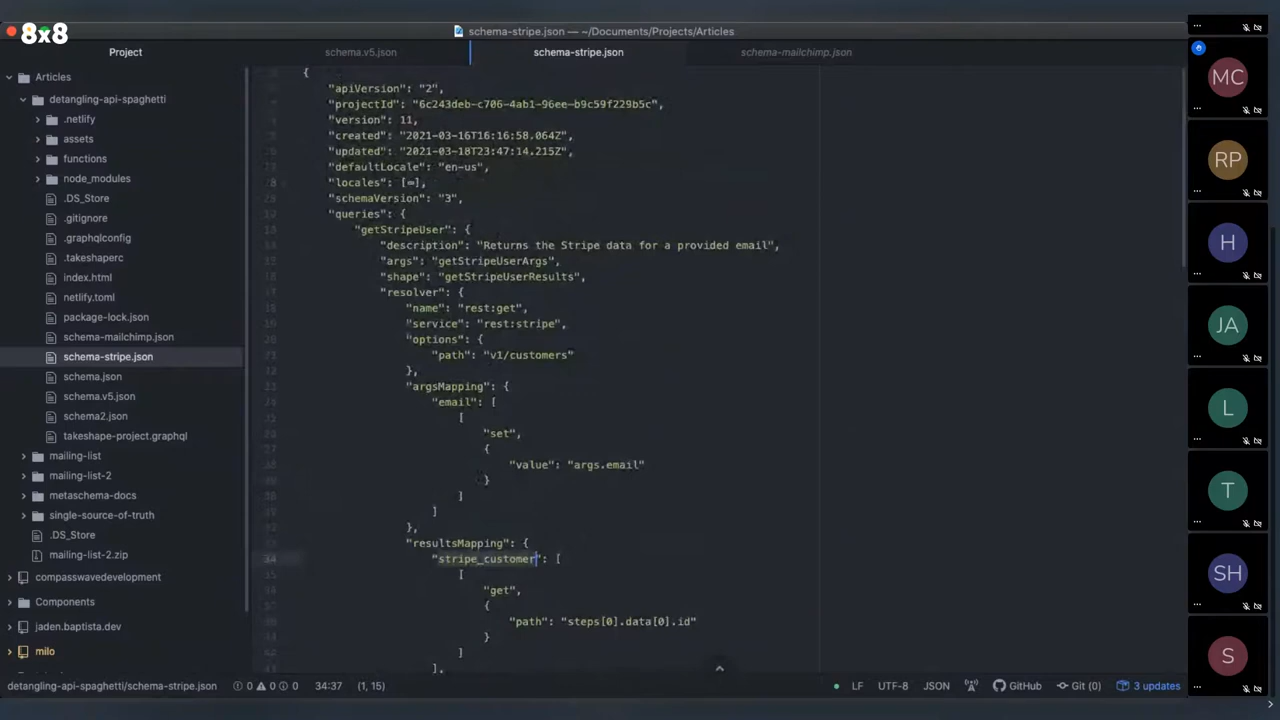 8x8
schema-stripe.json — ~/Documents/Projects/Articles
Project
schema.v5.json
schema-stripe.json
schema-mailchimp.json
Articles
detangling-api-spaghetti
.netlify
assets
functions
node_modules
.DS_Store
.gitignore
.graphqlconfig
.takeshaperc
index.html
netlify.toml
package-lock.json
schema-mailchimp.json
schema-stripe.json
schema.json
schema.v5.json
schema2.json
takeshape-project.graphql
mailing-list
mailing-list-2
metaschema-docs
single-source-of-truth
.DS_Store
mailing-list-2.zip
compasswavedevelopment
Components
jaden.baptista.dev
milo
{
"apiVersion": "2",
"projectId": "6c243deb-c706-4ab1-96ee-b9c59f229b5c",
"version": 11,
"created": "2021-03-16T16:16:58.064Z",
"updated": "2021-03-18T23:47:14.215Z",
"defaultLocale": "en-us",
"locales": [⋯],
"schemaVersion": "3",
"queries": {
"getStripeUser": {
"description": "Returns the Stripe data for a provided email",
"args": "getStripeUserArgs",
"shape": "getStripeUserResults",
"resolver": {
"name": "rest:get",
"service": "rest:stripe",
"options": {
"path": "v1/customers"
},
"argsMapping": {
"email": [
[
"set",
{
"value": "args.email"
}
]
]
},
"resultsMapping": {
34 "stripe_customer": [
[
"get",
{
"path": "steps[0].data[0].id"
}
]
],
detangling-api-spaghetti/schema-stripe.json
0 0 0
34:37
(1, 15)
LF
UTF-8
JSON
GitHub
Git (0)
3 updates
MC
RP
H
JA
L
T
SH
S